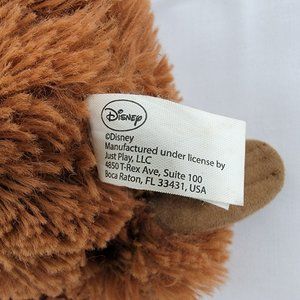 Disney
©Disney
Manufactured under license by
Just Play, LLC
4850 T-Rex Ave, Suite 100
Boca Raton, FL 33431, USA